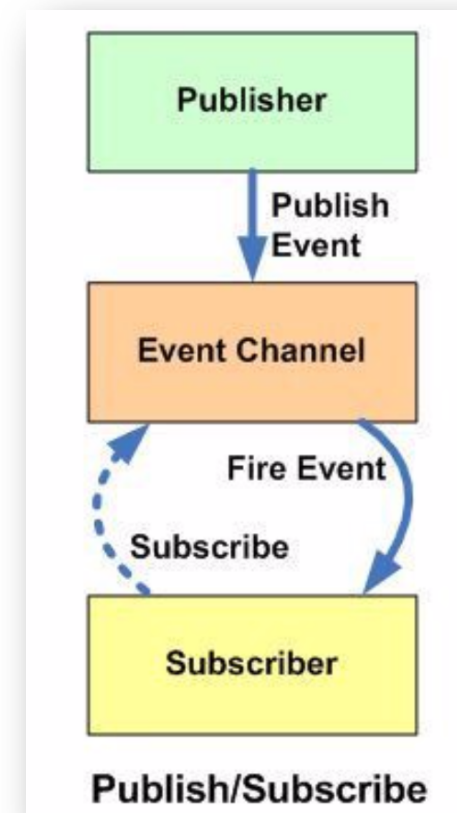 Publisher
Publish
Event
Event Channel
Fire Event
Subscribe
Subscriber
Publish/Subscribe